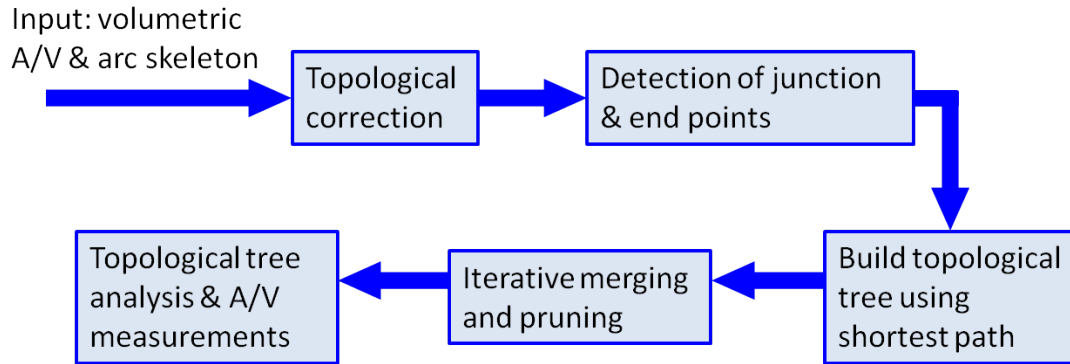 Input: volumetric
A/V & arc skeleton
Topological
correction
Detection of junction
& end points
Build topological
tree using
shortest path
Iterative merging
and pruning
Topological tree
analysis & A/V
measurements